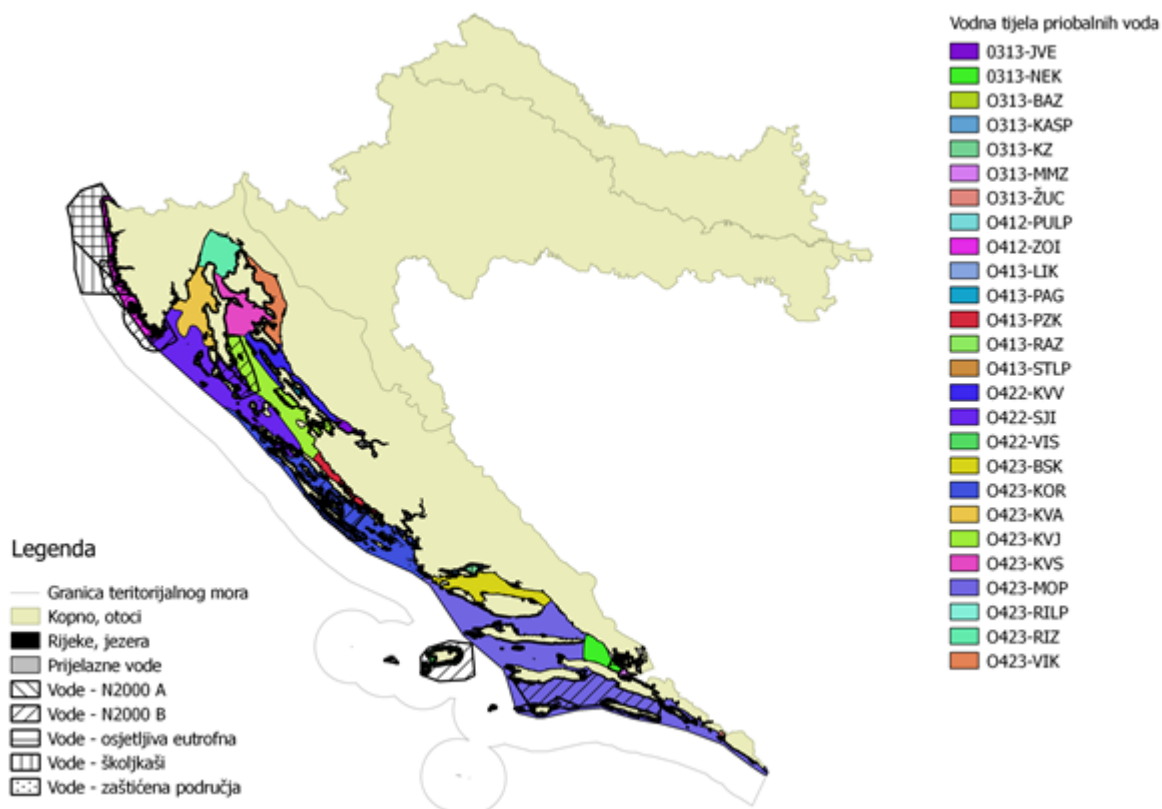 Vodna tijela priobalnih voda
0313-JVE
0313-NEK
O313-BAZ
O313-KASP
O313-KZ
O313-MMZ
O313-ŽUC
O412-PULP
O412-ZOI
O413-LIK
O413-PAG
O413-PZK
O413-RAZ
O413-STLP
O422-KVV
O422-SJI
O422-VIS
O423-BSK
O423-KOR
O423-KVA
O423-KVJ
O423-KVS
O423-MOP
O423-RILP
O423-RIZ
O423-VIK
Legenda
Granica teritorijalnog mora
Kopno, otoci
Rijeke, jezera
Prijelazne vode
Vode - N2000 A
Vode - N2000 B
Vode - osjetljiva eutrofna
Vode - školjkaši
Vode - zaštićena područja